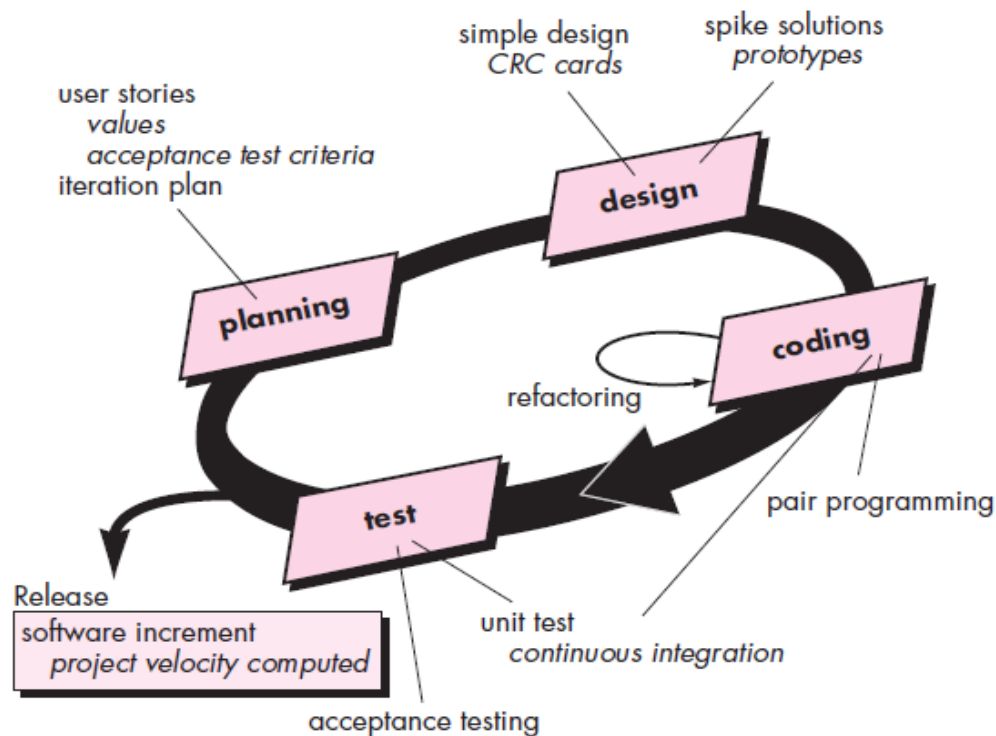 simple design
CRC cards
spike solutions
prototypes
user stories
values
acceptance test criteria
iteration plan
design
planning
coding
refactoring
test
pair programming
Release
software increment
project velocity computed
unit test
continuous integration
acceptance testing